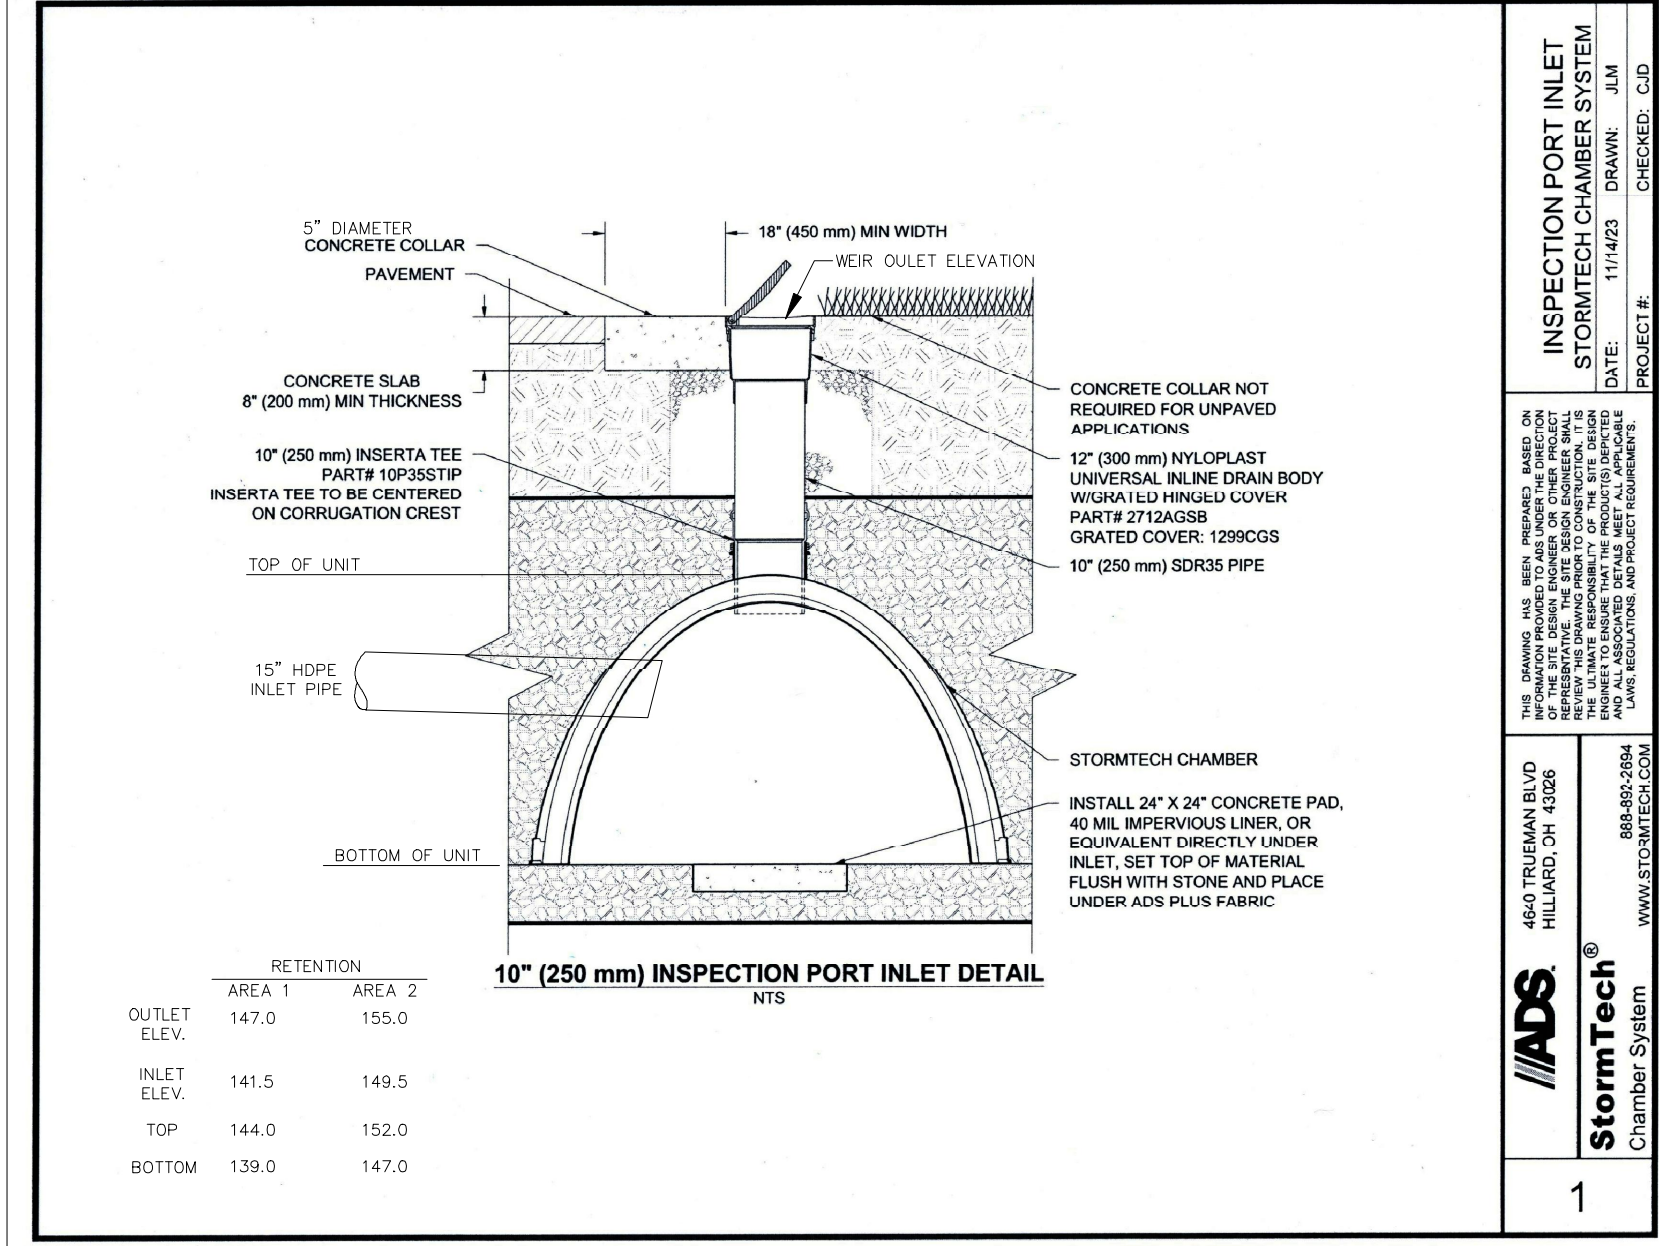 5" DIAMETER
CONCRETE COLLAR
PAVEMENT
18" (450 mm) MIN WIDTH
WEIR OULET ELEVATION
CONCRETE SLAB
8" (200 mm) MIN THICKNESS
10" (250 mm) INSERTA TEE
PART# 10P35STIP
INSERTA TEE TO BE CENTERED
ON CORRUGATION CREST
TOP OF UNIT
15" HDPE
INLET PIPE
BOTTOM OF UNIT
CONCRETE COLLAR NOT
REQUIRED FOR UNPAVED
APPLICATIONS
12" (300 mm) NYLOPLAST
UNIVERSAL INLINE DRAIN BODY
W/GRATED HINGED COVER
PART# 2712AGSB
GRATED COVER: 1299CGS
10" (250 mm) SDR35 PIPE
STORMTECH CHAMBER
INSTALL 24" X 24" CONCRETE PAD,
40 MIL IMPERVIOUS LINER, OR
EQUIVALENT DIRECTLY UNDER
INLET, SET TOP OF MATERIAL
FLUSH WITH STONE AND PLACE
UNDER ADS PLUS FABRIC
10" (250 mm) INSPECTION PORT INLET DETAIL
NTS
RETENTION
AREA 1 AREA 2
OUTLET ELEV. 147.0 155.0
INLET ELEV. 141.5 149.5
TOP 144.0 152.0
BOTTOM 139.0 147.0
INSPECTION PORT INLET
STORMTECH CHAMBER SYSTEM
DATE: 11/14/23 DRAWN: JLM
PROJECT #: CHECKED: CJD
THIS DRAWING HAS BEEN PREPARED BASED ON
INFORMATION PROVIDED TO ADS UNDER THE DIRECTION
OF THE SITE DESIGN ENGINEER OR OTHER PROJECT
REPRESENTATIVE. THE SITE DESIGN ENGINEER SHALL
REVIEW THIS DRAWNG PRIOR TO CONSTRUCTION. IT IS
THE ULTIMATE RESPONSIBILITY OF THE SITE DESIGN
ENGINEER TO ENSURE THAT THE PRODUCT(S) DEPICTED
AND ALL ASSOCIATED DETAILS MEET ALL APPLICABLE
LAWS, REGULATIONS, AND PROJECT REQUIREMENTS.
4640 TRUEMAN BLVD
HILLIARD, OH 43026
888-892-2694
WWW.STORMTECH.COM
ADS
StormTech®
Chamber System
1